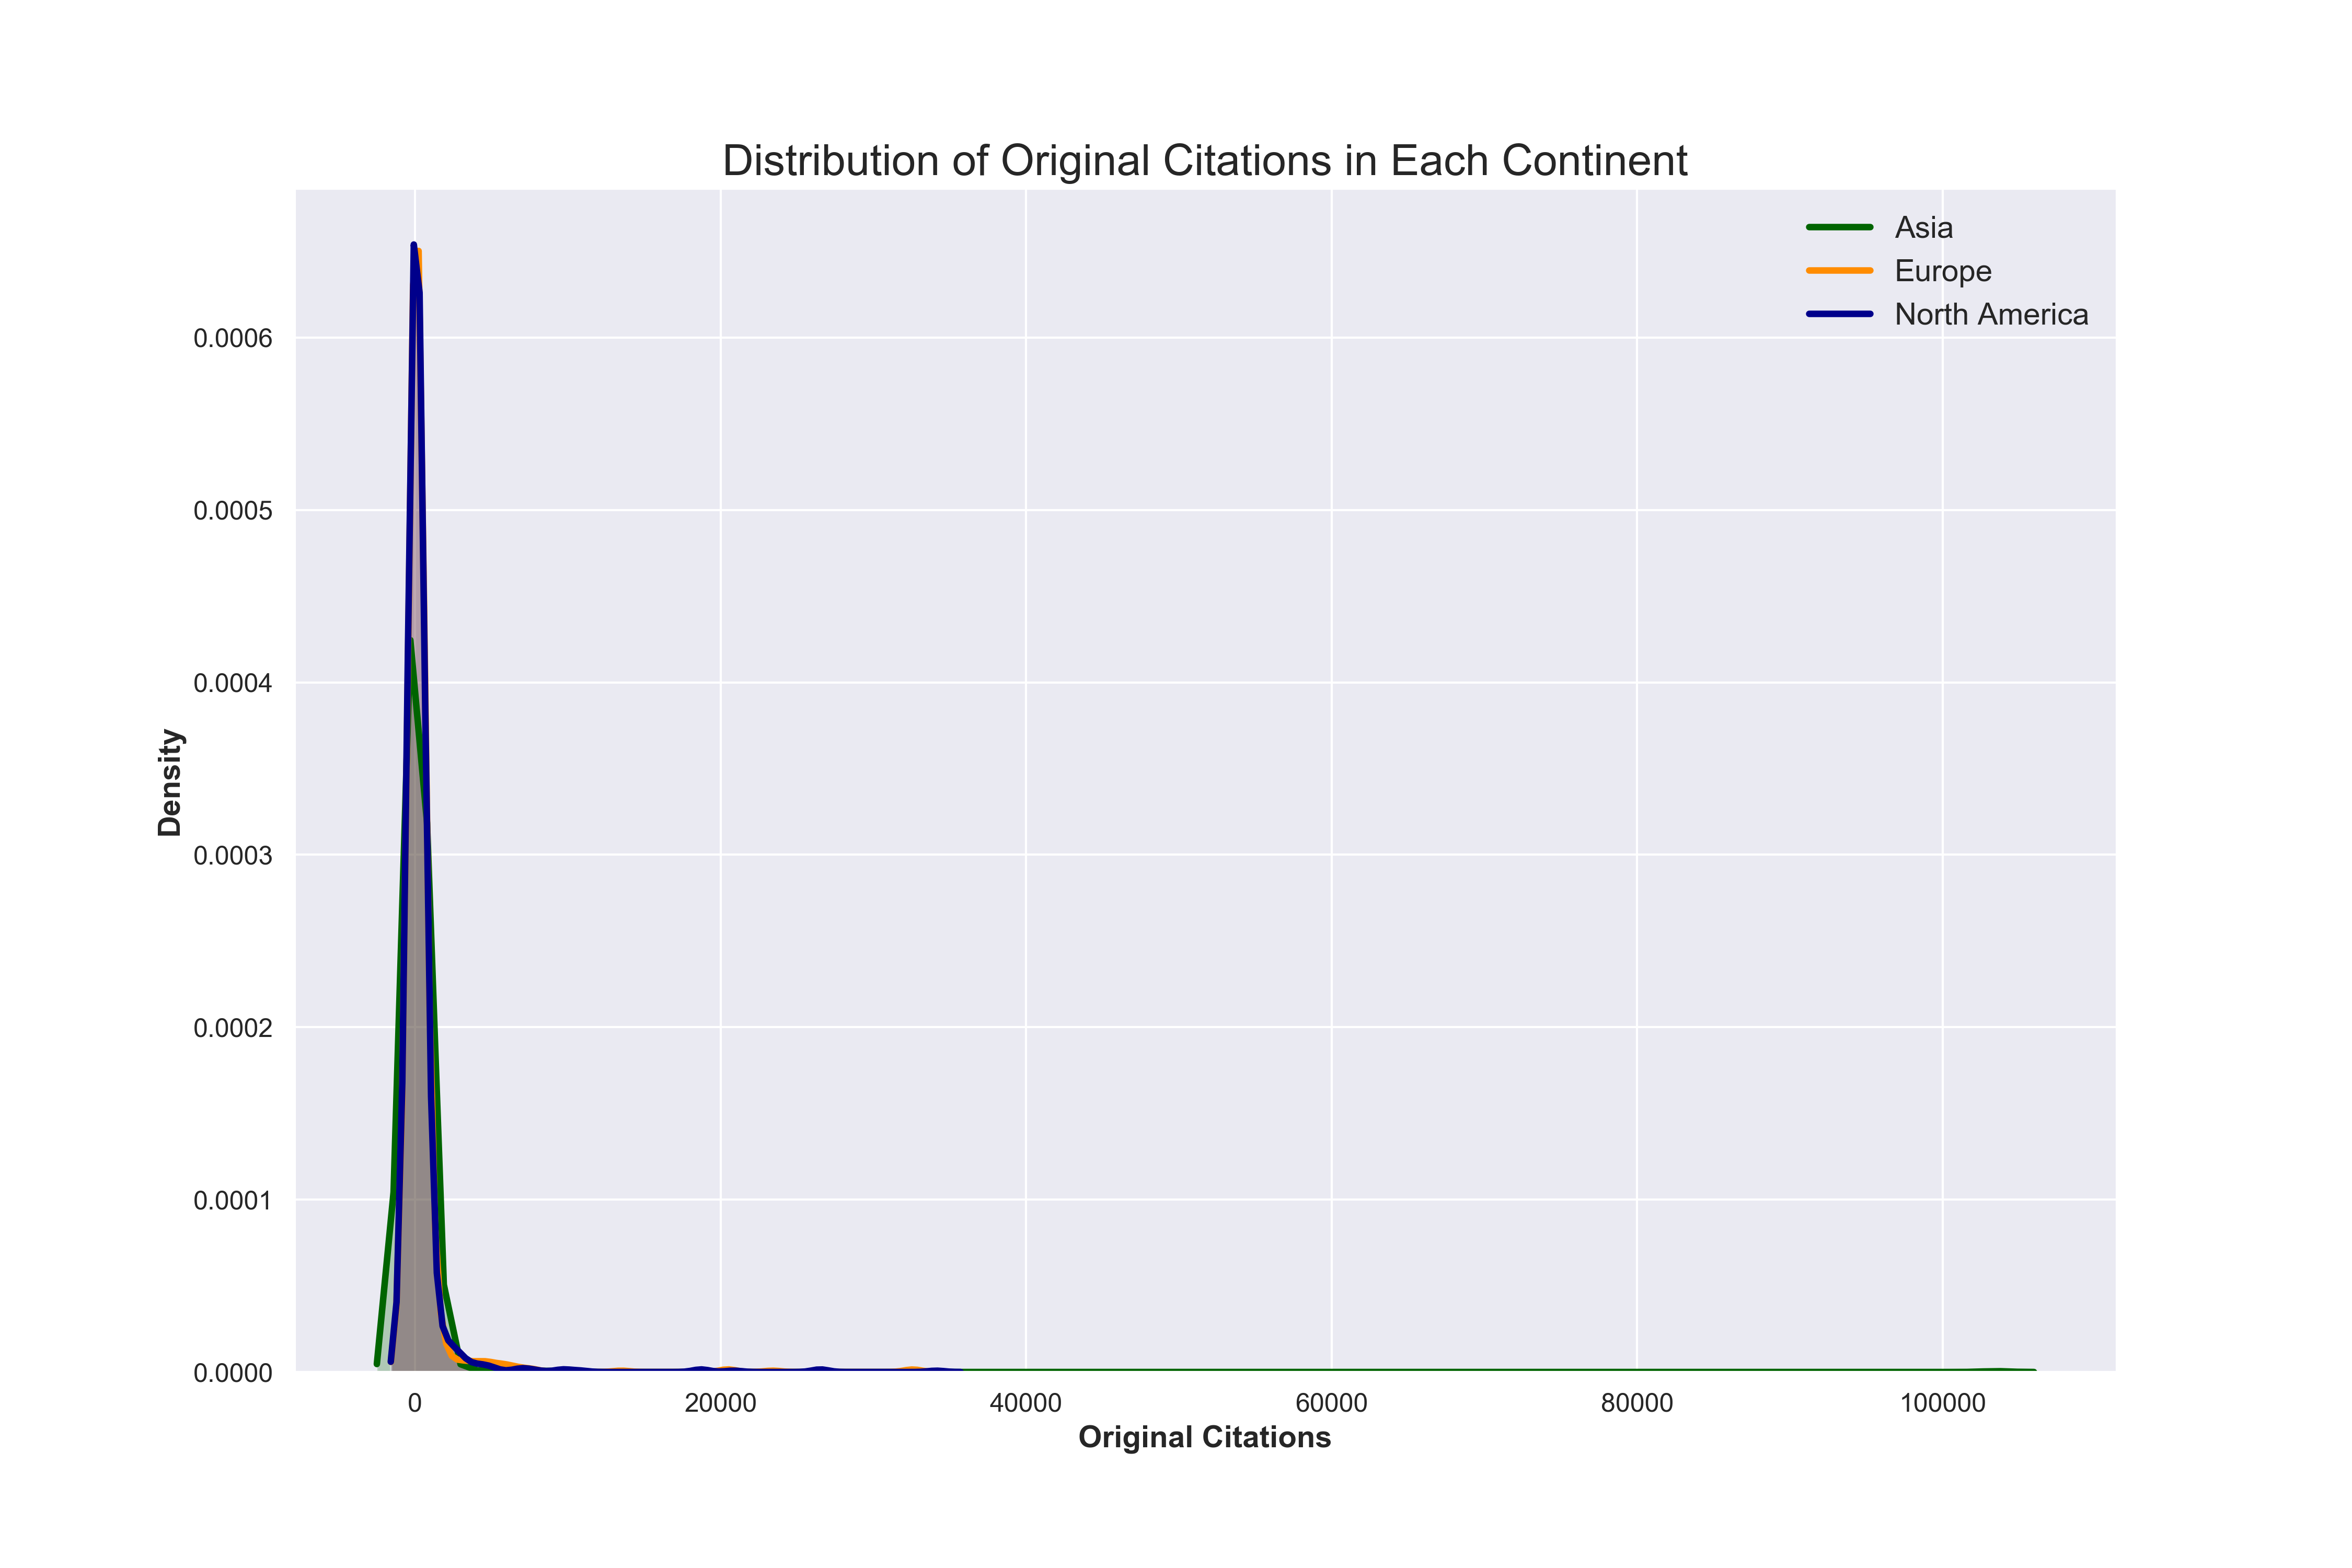 Distribution of Original Citations in Each Continent
Asia
Europe
North America
0.0006
0.0005
0.0004
0.0003
0.0002
0.0001
0.0000
Density
0
20000
40000
60000
80000
100000
Original Citations